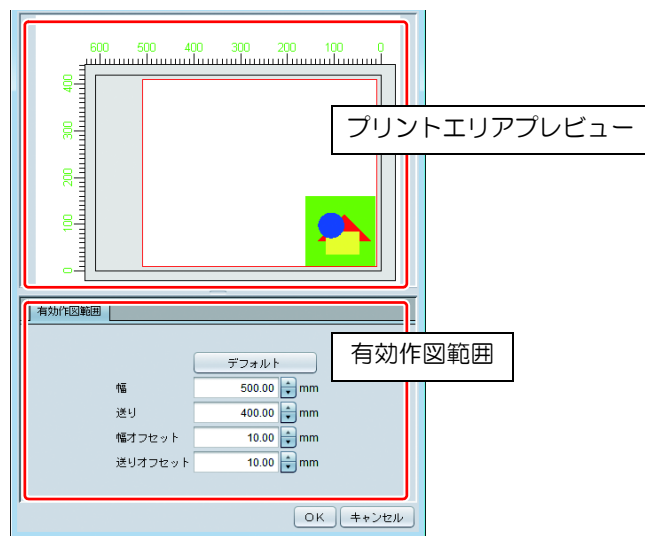 600 500 400 300 200 100 0
400
300
200
100
0
プリントエリアプレビュー
有効作図範囲
有効作図範囲
デフォルト
幅 500.00 mm
送り 400.00 mm
幅オフセット 10.00 mm
送りオフセット 10.00 mm
OK キャンセル